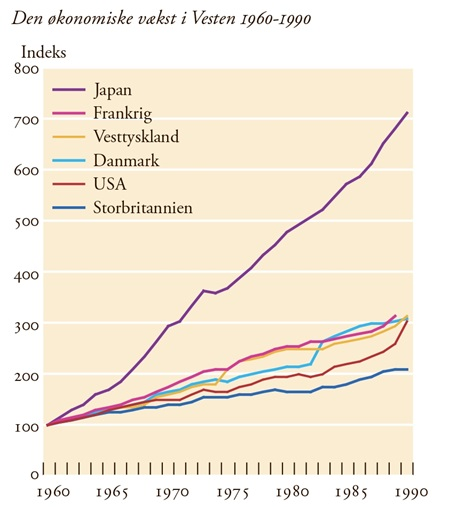 Den økonomiske vækst i Vesten 1960-1990
Indeks
800
700
600
500
400
300
200
100
0
Japan
Frankrig
Vesttyskland
Danmark
USA
Storbritannien
1960 1965 1970 1975 1980 1985 1990